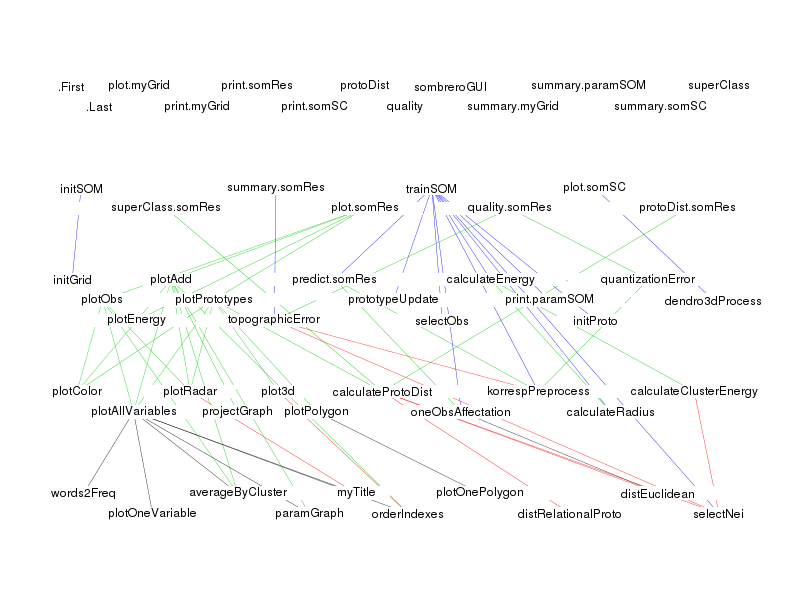 .First plot.myGrid print.somRes protoDist sombreroGUI summary.paramSOM superClass
.Last print.myGrid print.somSC quality summary.myGrid summary.somSC
initSOM summary.somRes trainSOM plot.somSC
superClass.somRes plot.somRes quality.somRes protoDist.somRes
initGrid plotAdd predict.somRes calculateEnergy quantizationError
plotObs plotPrototypes prototypeUpdate print.paramSOM dendro3dProcess
plotEnergy topographicError selectObs initProto
plotColor plotRadar plot3d calculateProtoDist korrespPreprocess calculateClusterEnergy
plotAllVariables projectGraph plotPolygon oneObsAffectation calculateRadius
words2Freq averageByCluster myTitle plotOnePolygon distEuclidean
plotOneVariable paramGraph orderIndexes distRelationalProto selectNei